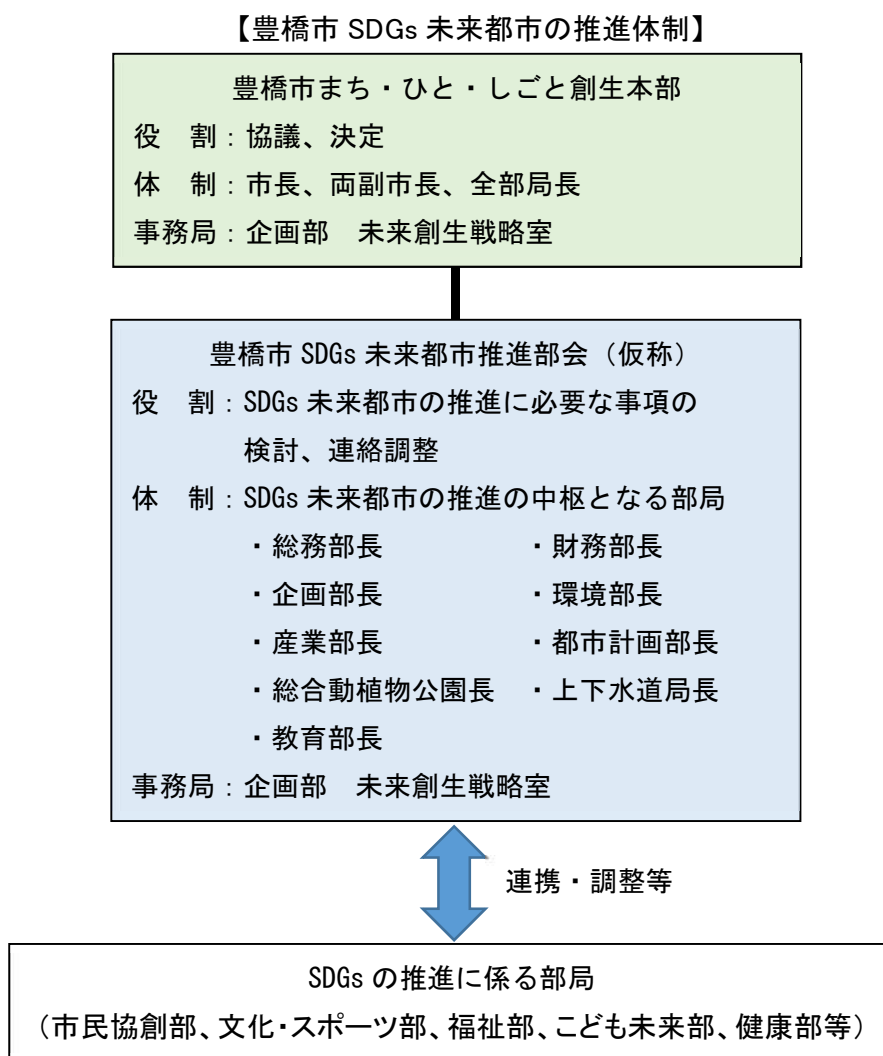 【豊橋市 SDGs 未来都市の推進体制】
豊橋市まち・ひと・しごと創生本部
役　割：協議、決定
体　制：市長、両副市長、全部局長
事務局：企画部　未来創生戦略室
豊橋市 SDGs 未来都市推進部会（仮称）
役　割：SDGs 未来都市の推進に必要な事項の
検討、連絡調整
体　制：SDGs 未来都市の推進の中枢となる部局
・総務部長　　　　・財務部長
・企画部長　　　　・環境部長
・産業部長　　　　・都市計画部長
・総合動植物公園長　・上下水道局長
・教育部長
事務局：企画部　未来創生戦略室
連携・調整等
SDGs の推進に係る部局
（市民協創部、文化・スポーツ部、福祉部、こども未来部、健康部等）